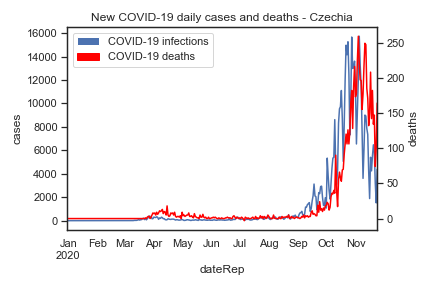 New COVID-19 daily cases and deaths - Czechia
COVID-19 infections
COVID-19 deaths
16000
14000
12000
10000
8000
6000
4000
2000
0
cases
250
200
150
100
50
0
deaths
Jan Feb Mar Apr May Jun Jul Aug Sep Oct Nov
2020
dateRep